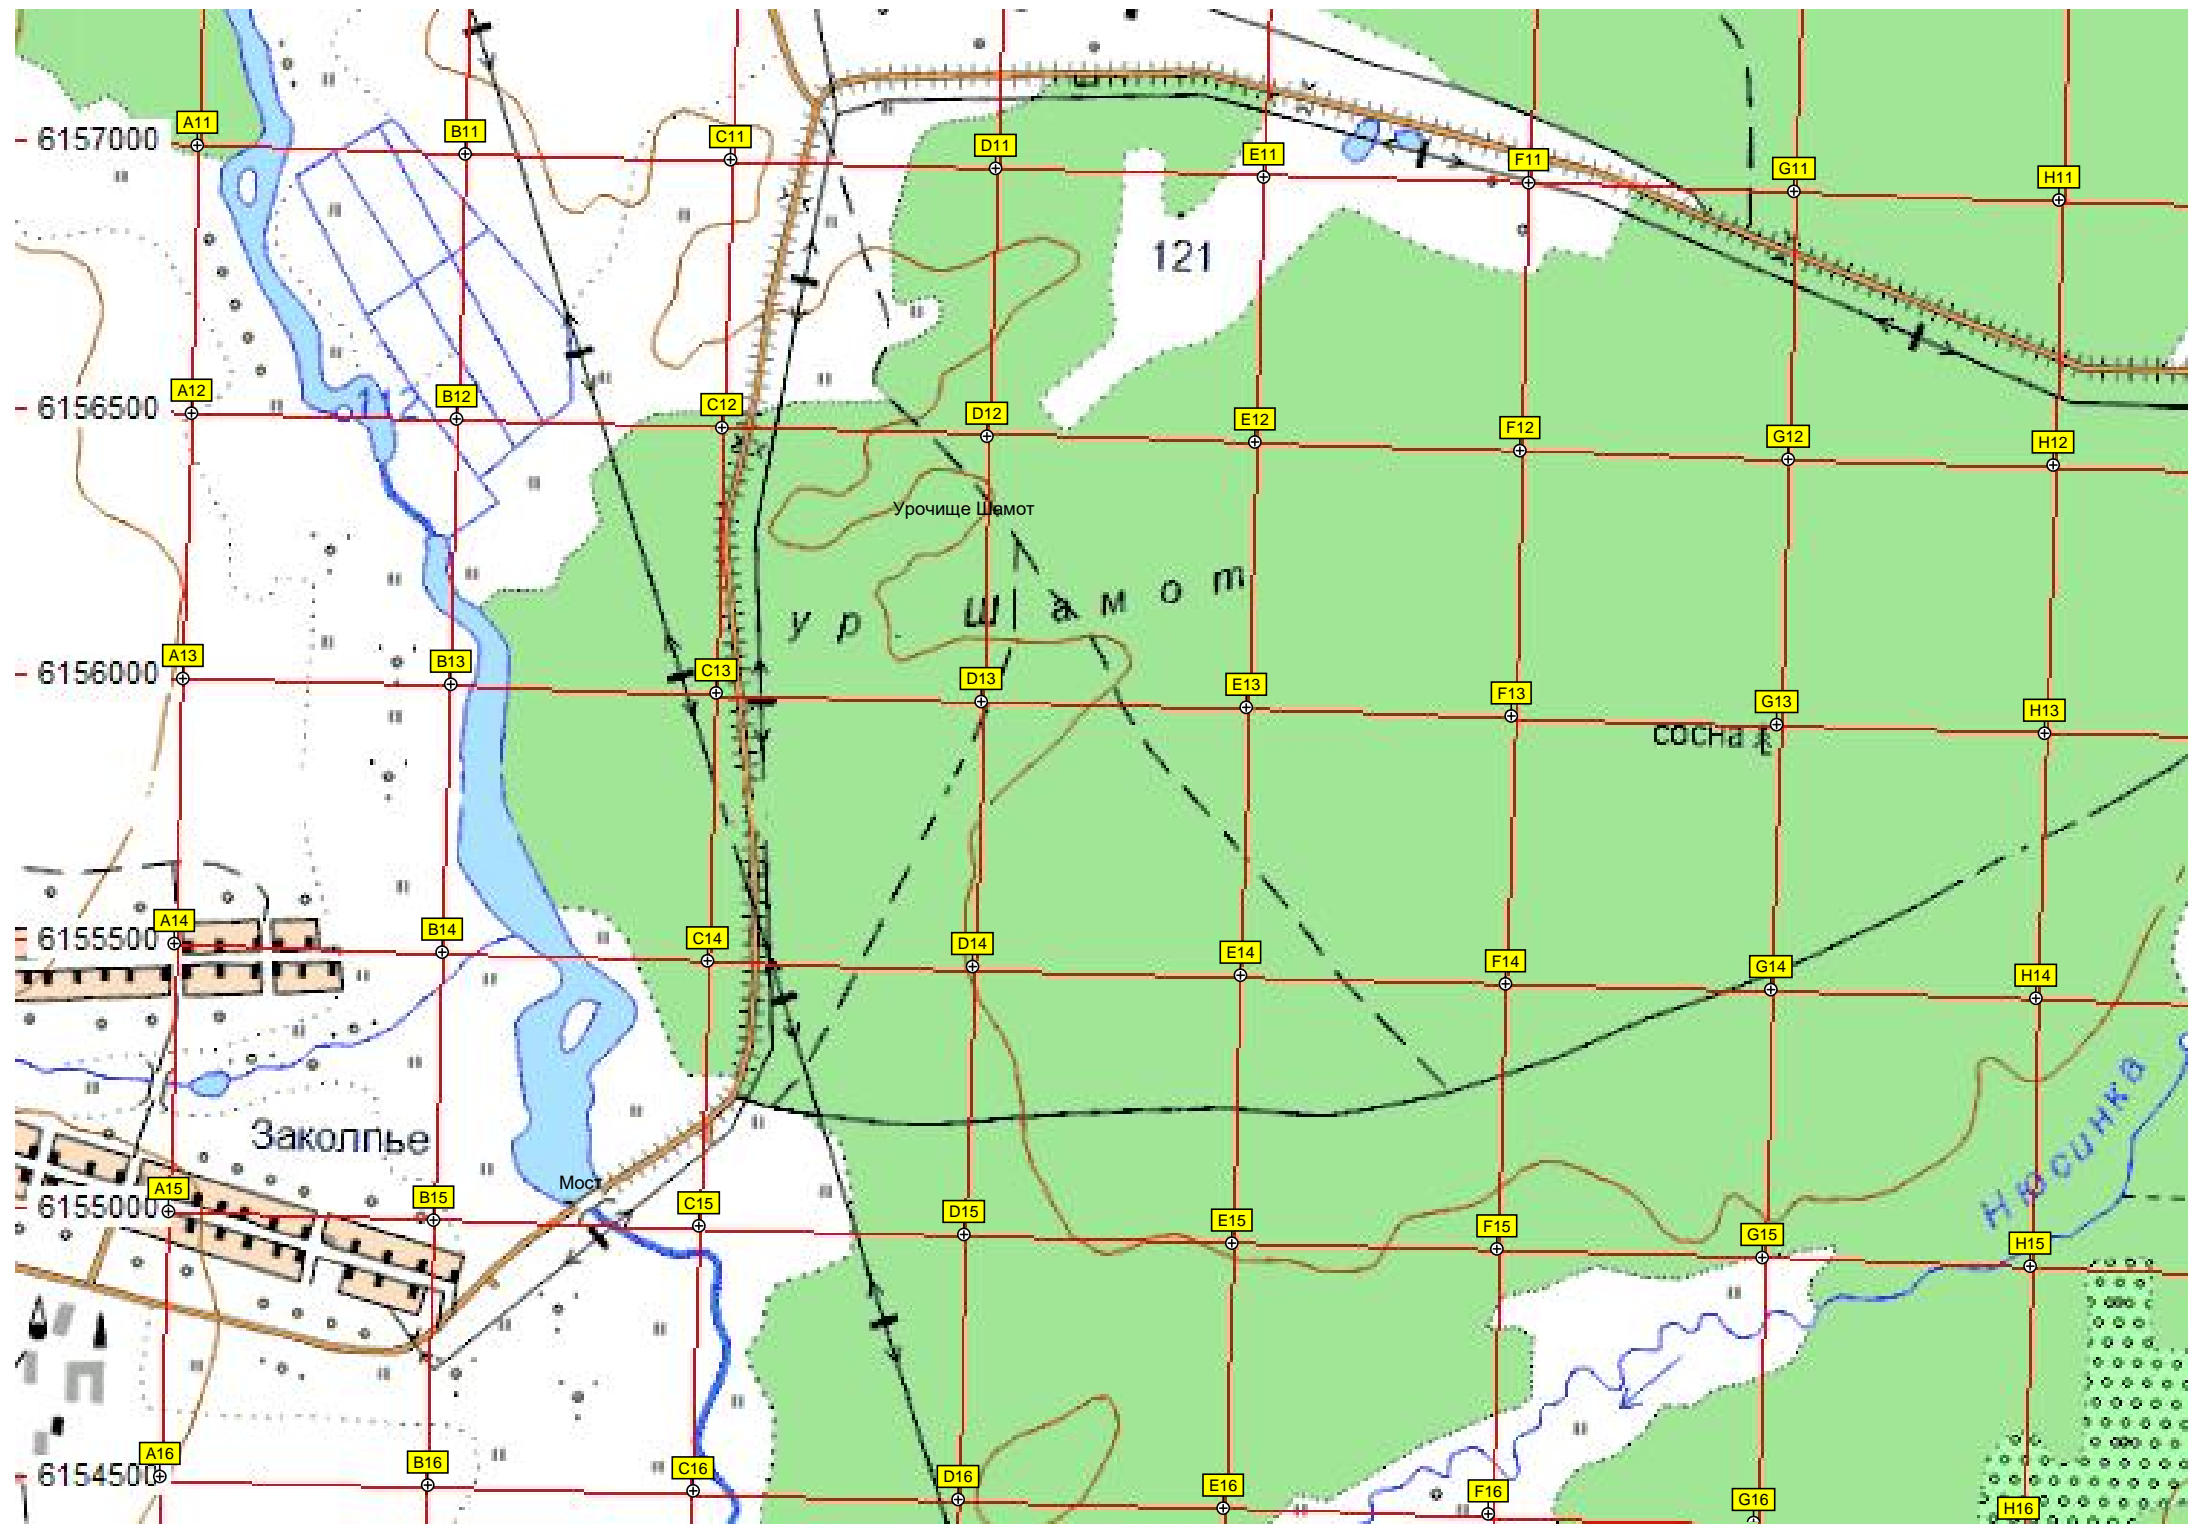 A11 B11 C11 D11 E11 F11 G11 H11
6157000
121
A12 B12 C12 D12 E12 F12 G12 H12
6156500
112
Урочище Шамот
ур. Шамот
A13 B13 C13 D13 E13 F13 G13 H13
6156000
сосна
A14 B14 C14 D14 E14 F14 G14 H14
6155500
Заколпье
Нюсинка
Мост
A15 B15 C15 D15 E15 F15 G15 H15
6155000
A16 B16 C16 D16 E16 F16 G16 H16
6154500